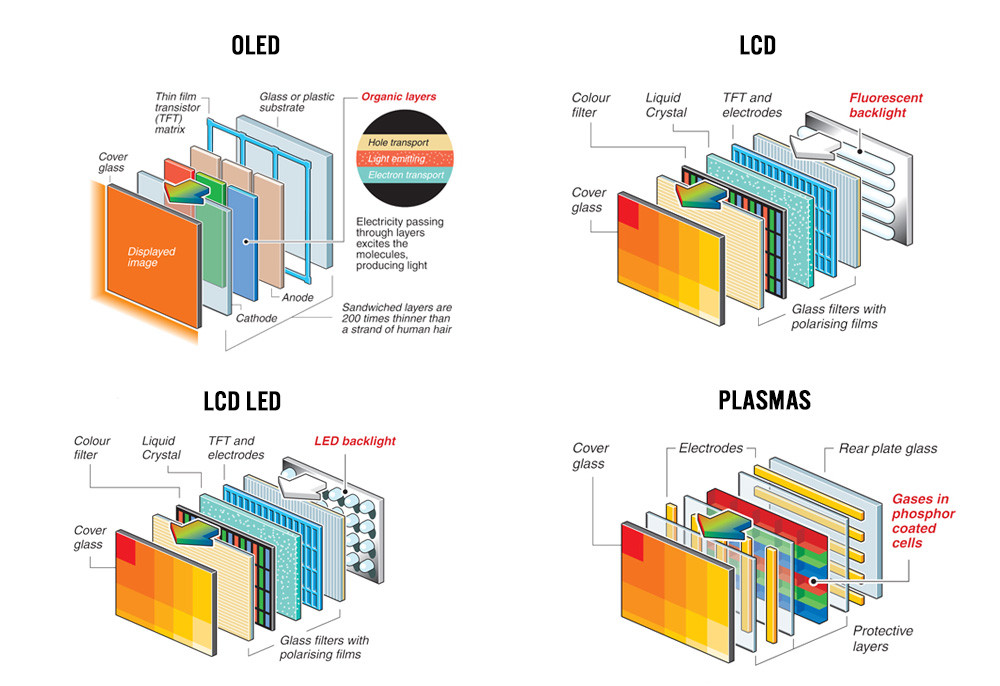 OLED
Thin film
transistor
(TFT)
matrix
Glass or plastic
substrate
Organic layers
Hole transport
Light emitting
Electron transport
Cover
glass
Electricity passing
through layers
excites the
molecules,
producing light
Displayed
image
Anode
Cathode
Sandwiched layers are
200 times thinner than
a strand of human hair
LCD
Colour
filter
Liquid
Crystal
TFT and
electrodes
Fluorescent
backlight
Cover
glass
Glass filters with
polarising films
LCD LED
Colour
filter
Liquid
Crystal
TFT and
electrodes
LED backlight
Cover
glass
Glass filters with
polarising films
PLASMAS
Cover
glass
Electrodes
Rear plate glass
Gases in
phosphor
coated
cells
Protective
layers